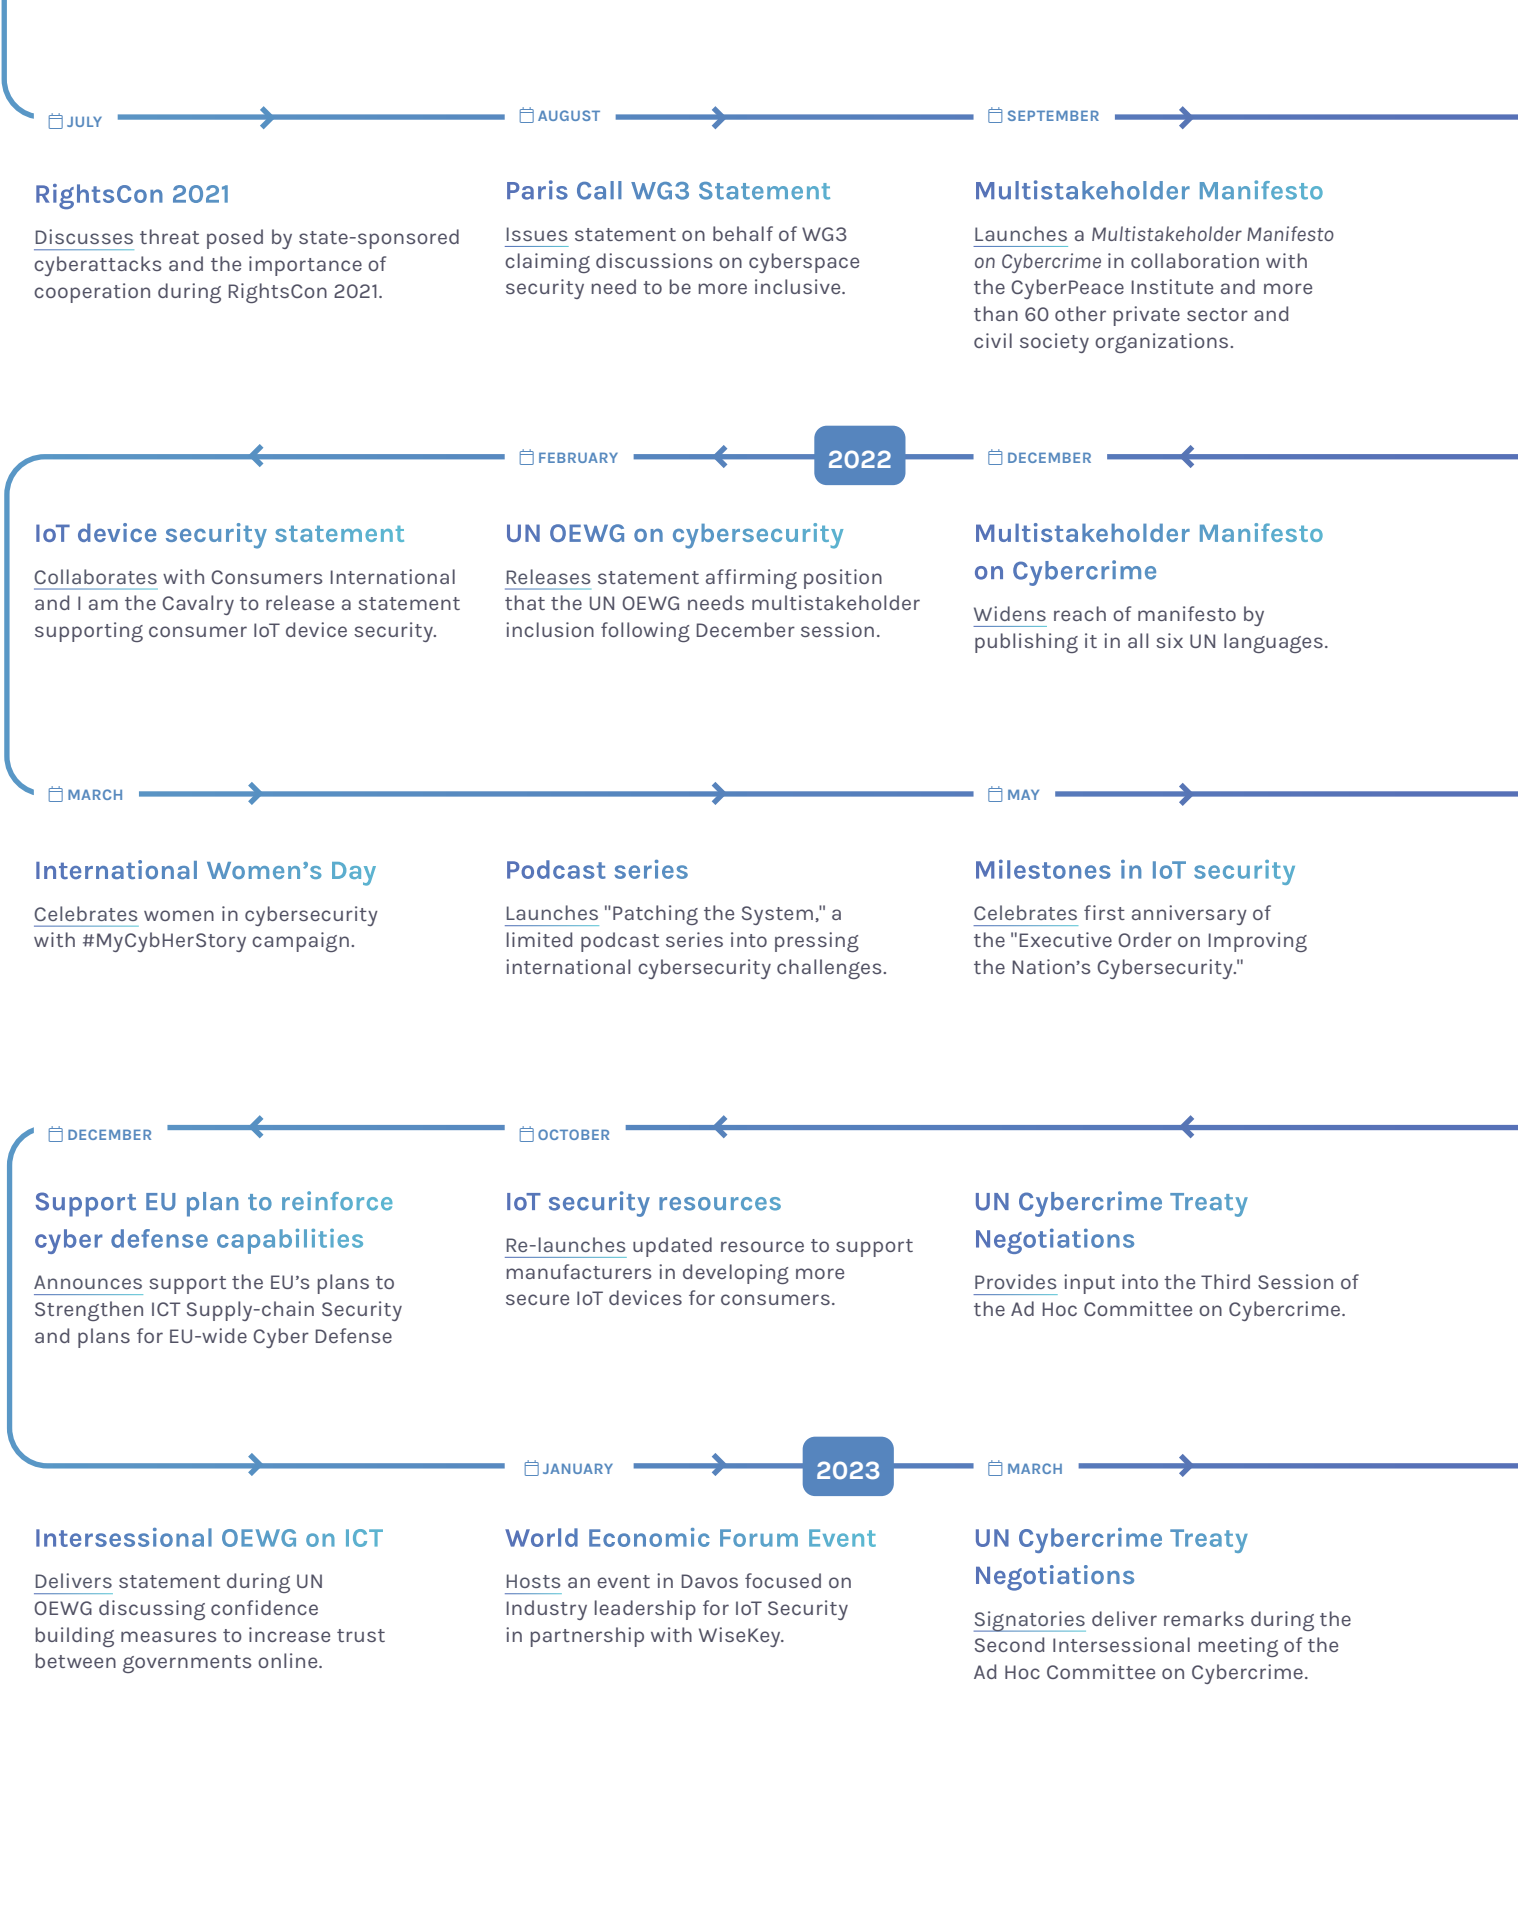 JULY
RightsCon 2021
Discusses threat posed by state-sponsored
cyberattacks and the importance of
cooperation during RightsCon 2021.
AUGUST
Paris Call WG3 Statement
Issues statement on behalf of WG3
claiming discussions on cyberspace
security need to be more inclusive.
SEPTEMBER
Multistakeholder Manifesto
Launches a Multistakeholder Manifesto
on Cybercrime in collaboration with
the CyberPeace Institute and more
than 60 other private sector and
civil society organizations.
IoT device security statement
Collaborates with Consumers International
and I am the Cavalry to release a statement
supporting consumer IoT device security.
FEBRUARY
UN OEWG on cybersecurity
Releases statement affirming position
that the UN OEWG needs multistakeholder
inclusion following December session.
2022
DECEMBER
Multistakeholder Manifesto
on Cybercrime
Widens reach of manifesto by
publishing it in all six UN languages.
MARCH
International Women’s Day
Celebrates women in cybersecurity
with #MyCybHerStory campaign.
Podcast series
Launches "Patching the System," a
limited podcast series into pressing
international cybersecurity challenges.
MAY
Milestones in IoT security
Celebrates first anniversary of
the "Executive Order on Improving
the Nation’s Cybersecurity."
DECEMBER
Support EU plan to reinforce
cyber defense capabilities
Announces support the EU’s plans to
Strengthen ICT Supply-chain Security
and plans for EU-wide Cyber Defense
OCTOBER
IoT security resources
Re-launches updated resource to support
manufacturers in developing more
secure IoT devices for consumers.
UN Cybercrime Treaty
Negotiations
Provides input into the Third Session of
the Ad Hoc Committee on Cybercrime.
Intersessional OEWG on ICT
Delivers statement during UN
OEWG discussing confidence
building measures to increase trust
between governments online.
JANUARY
World Economic Forum Event
Hosts an event in Davos focused on
Industry leadership for IoT Security
in partnership with WiseKey.
2023
MARCH
UN Cybercrime Treaty
Negotiations
Signatories deliver remarks during the
Second Intersessional meeting of the
Ad Hoc Committee on Cybercrime.